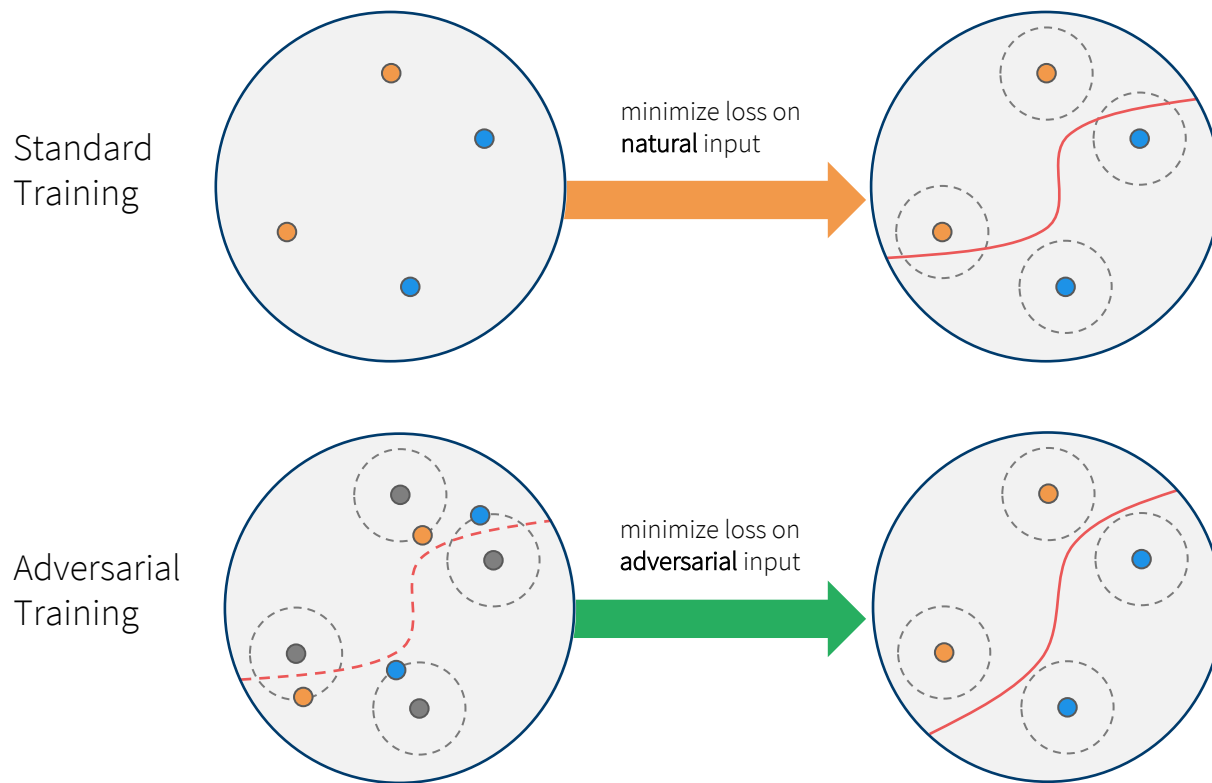 Standard
Training
minimize loss on
natural input
Adversarial
Training
minimize loss on
adversarial input